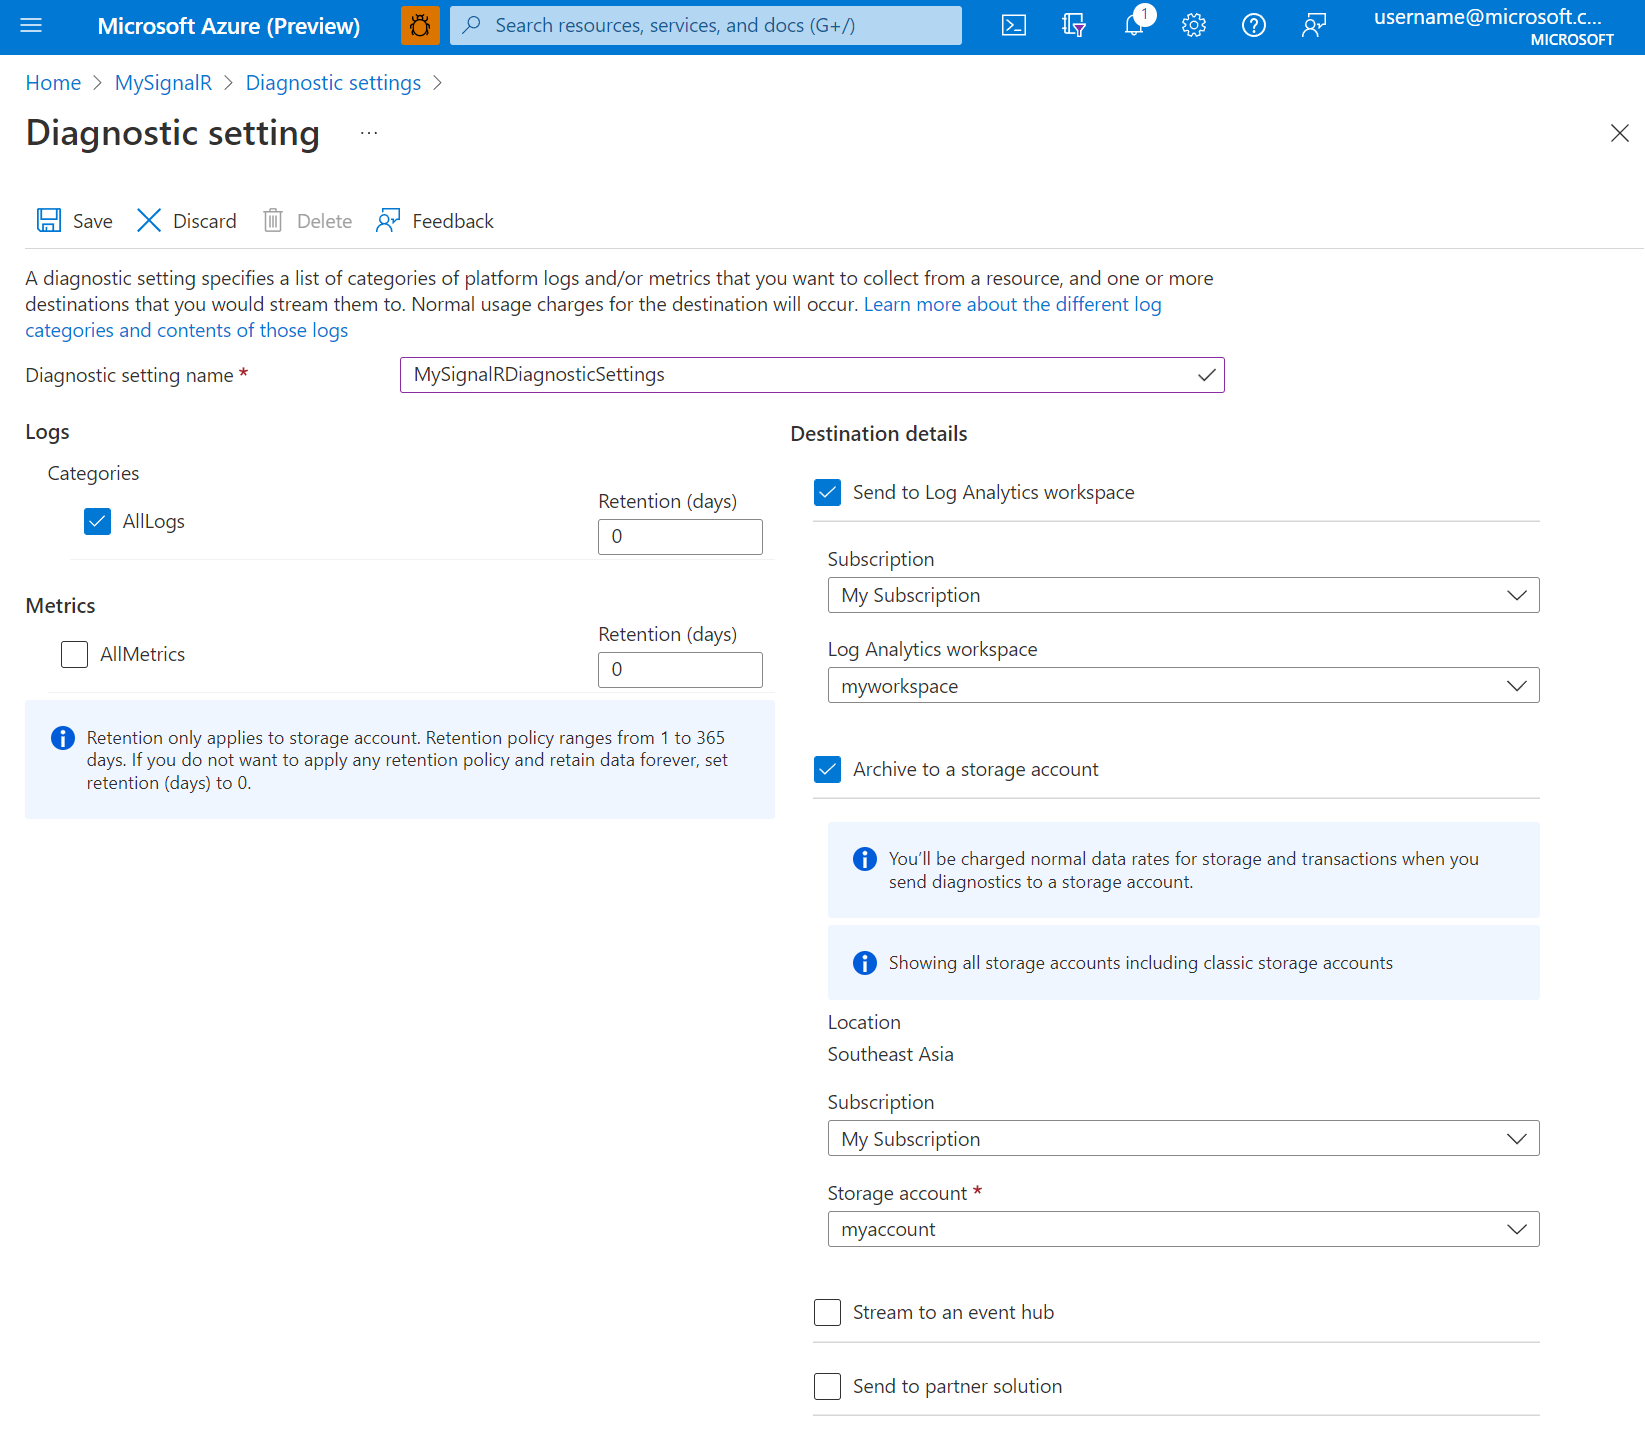 Microsoft Azure (Preview)
Search resources, services, and docs (G+/)
1
username@microsoft.c...
MICROSOFT
Home > MySignalR > Diagnostic settings >
Diagnostic setting ...
Save Discard Delete Feedback
A diagnostic setting specifies a list of categories of platform logs and/or metrics that you want to collect from a resource, and one or more
destinations that you would stream them to. Normal usage charges for the destination will occur. Learn more about the different log
categories and contents of those logs
Diagnostic setting name *
MySignalRDiagnosticSettings
Logs
Categories
AllLogs
Retention (days)
0
Metrics
AllMetrics
Retention (days)
0
Retention only applies to storage account. Retention policy ranges from 1 to 365
days. If you do not want to apply any retention policy and retain data forever, set
retention (days) to 0.
Destination details
Send to Log Analytics workspace
Subscription
My Subscription
Log Analytics workspace
myworkspace
Archive to a storage account
You'll be charged normal data rates for storage and transactions when you
send diagnostics to a storage account.
Showing all storage accounts including classic storage accounts
Location
Southeast Asia
Subscription
My Subscription
Storage account *
myaccount
Stream to an event hub
Send to partner solution